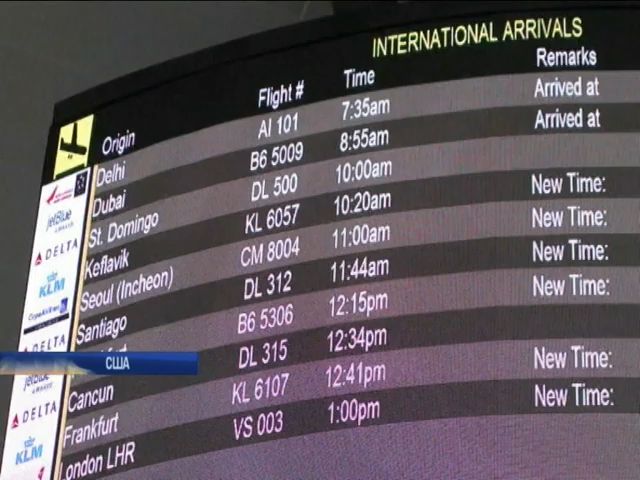 INTERNATIONAL ARRIVALS
Origin Flight # Time Remarks
Delhi AI 101 7:35am Arrived at
jetBlue Dubai B6 5009 8:55am Arrived at
DELTA St. Domingo DL 500 10:00am
KLM Keflavik KL 6057 10:20am New Time:
CopaAirlines Seoul (Incheon) CM 8004 11:00am New Time:
DELTA Santiago DL 312 11:44am New Time:
jetBlue B6 5306 12:15pm New Time:
DELTA Cancun DL 315 12:34pm
KLM Frankfurt KL 6107 12:41pm New Time:
London LHR VS 003 1:00pm New Time:
США